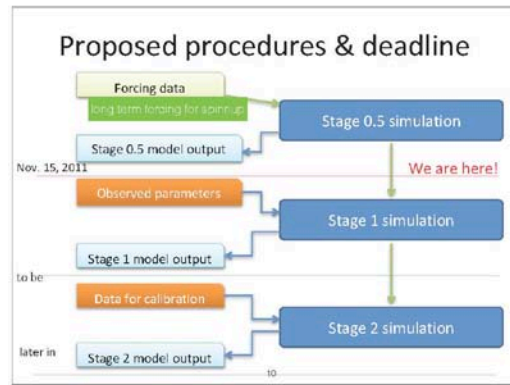 Proposed procedures & deadline
Forcing data
long term forcing for spinnup
Stage 0.5 simulation
Stage 0.5 model output
Nov. 15, 2011
We are here!
Observed parameters
Stage 1 simulation
Stage 1 model output
to be
Data for calibration
Stage 2 simulation
later in
Stage 2 model output
10